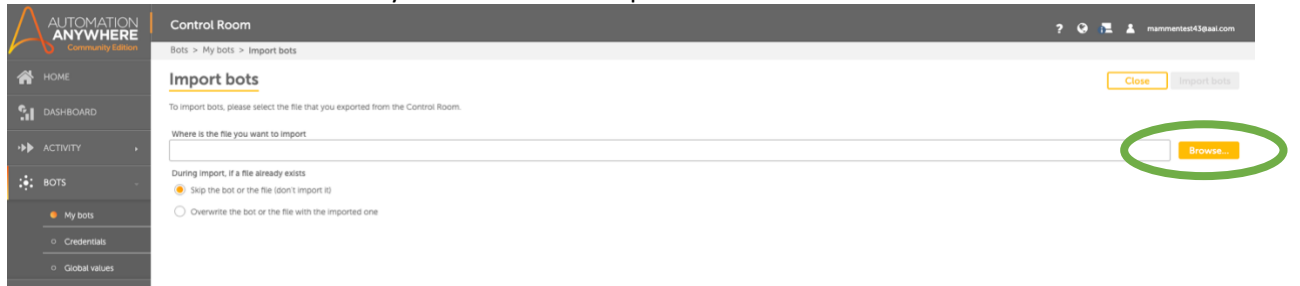 AUTOMATION
ANYWHERE
Community Edition
Control Room
? mammentest43@aai.com
Bots > My bots > Import bots
HOME
DASHBOARD
ACTIVITY
BOTS
My bots
Credentials
Global values
Import bots
Close Import bots
To import bots, please select the file that you exported from the Control Room.
Where is the file you want to import
Browse...
During import, if a file already exists
Skip the bot or the file (don't import it)
Overwrite the bot or the file with the imported one